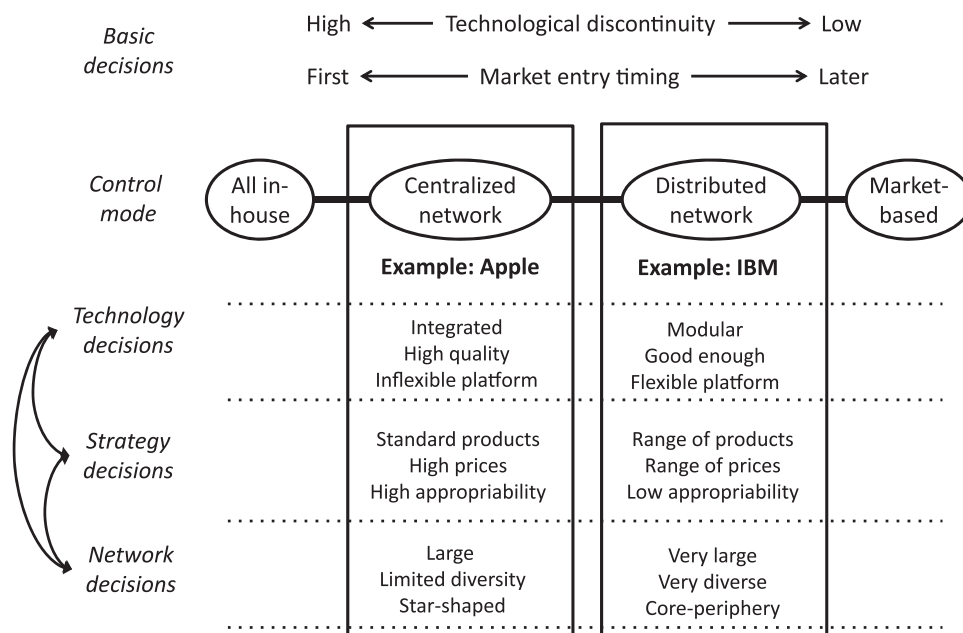 Basic
decisions
High Technological discontinuity Low
First Market entry timing Later
Control
mode
All in-
house
Centralized
network
Distributed
network
Market-
based
Example: Apple
Example: IBM
Technology
decisions
Integrated
High quality
Inflexible platform
Modular
Good enough
Flexible platform
Strategy
decisions
Standard products
High prices
High appropriability
Range of products
Range of prices
Low appropriability
Network
decisions
Large
Limited diversity
Star-shaped
Very large
Very diverse
Core-periphery